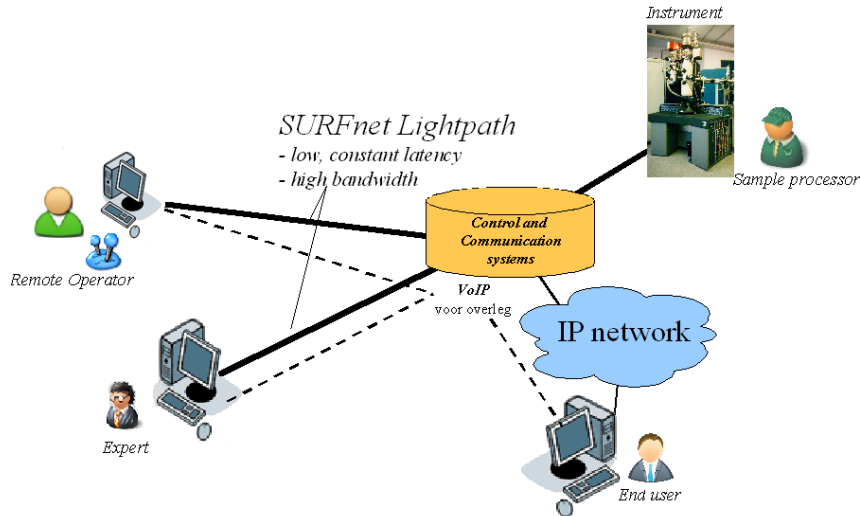 Instrument
SURFnet Lightpath
- low, constant latency
- high bandwidth
Sample processor
Control and
Communication
systems
Remote Operator
VoIP
voor overleg
IP network
Expert
End user